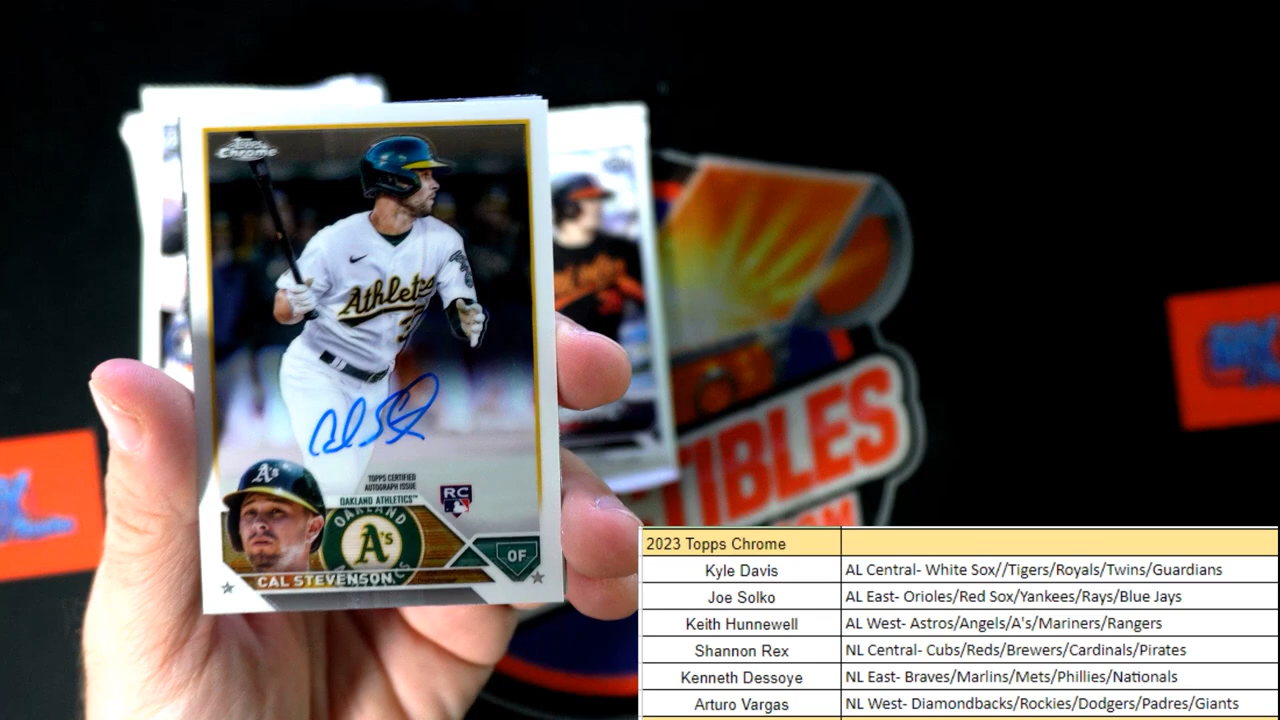 Topps
Chrome
Athletics
TOPPS CERTIFIED
AUTOGRAPH ISSUE
OAKLAND ATHLETICS™
RC
OAKLAND
A's
A's
OF
CAL STEVENSON
TIBLES
2023 Topps Chrome
Kyle Davis AL Central- White Sox//Tigers/Royals/Twins/Guardians
Joe Solko AL East- Orioles/Red Sox/Yankees/Rays/Blue Jays
Keith Hunnewell AL West- Astros/Angels/A's/Mariners/Rangers
Shannon Rex NL Central- Cubs/Reds/Brewers/Cardinals/Pirates
Kenneth Dessoye NL East- Braves/Marlins/Mets/Phillies/Nationals
Arturo Vargas NL West- Diamondbacks/Rockies/Dodgers/Padres/Giants